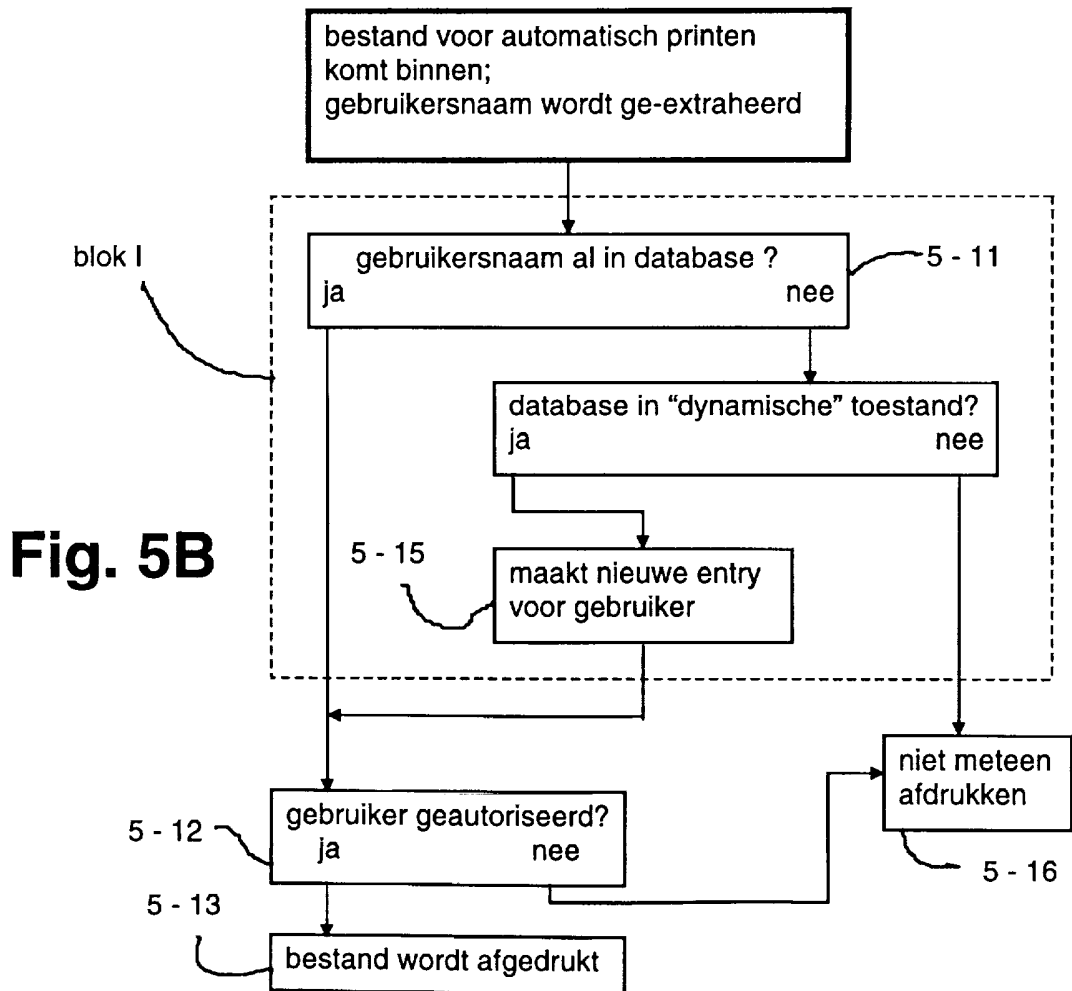 bestand voor automatisch printen
komt binnen;
gebruikersnaam wordt ge-extraheerd
blok I
gebruikersnaam al in database ?
ja nee
5 - 11
database in “dynamische” toestand?
ja nee
Fig. 5B
5 - 15
maakt nieuwe entry
voor gebruiker
niet meteen
afdrukken
5 - 16
gebruiker geautoriseerd?
ja nee
5 - 12
5 - 13
bestand wordt afgedrukt